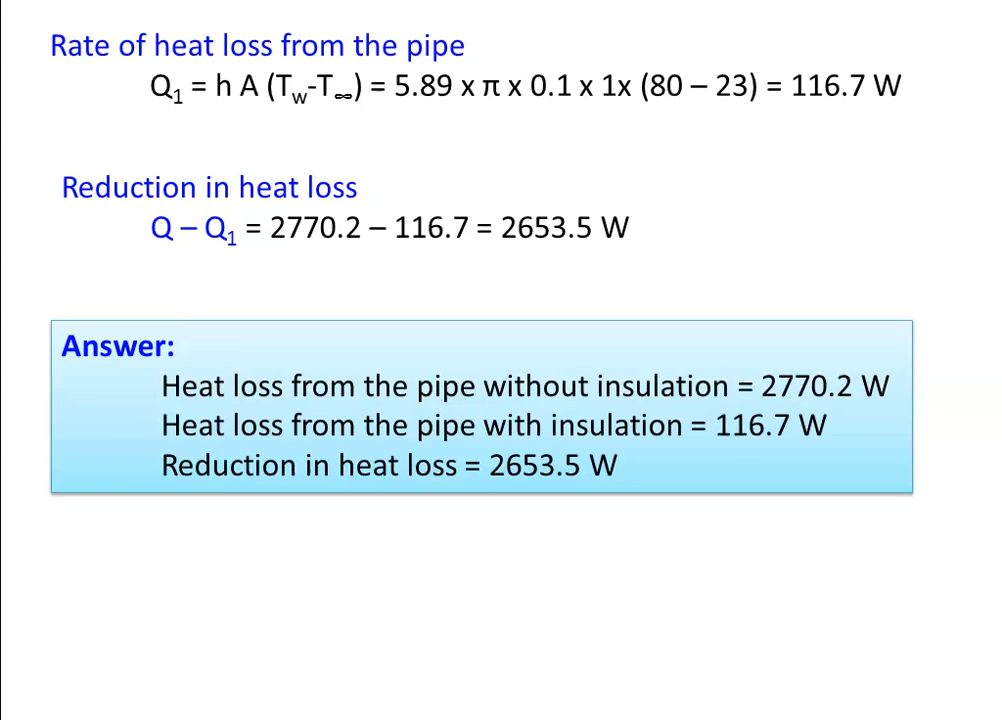 Rate of heat loss from the pipe
Q₁ = h A (Tw-T∞) = 5.89 x π x 0.1 x 1x (80 – 23) = 116.7 W
Reduction in heat loss
Q – Q₁ = 2770.2 – 116.7 = 2653.5 W
Answer:
Heat loss from the pipe without insulation = 2770.2 W
Heat loss from the pipe with insulation = 116.7 W
Reduction in heat loss = 2653.5 W